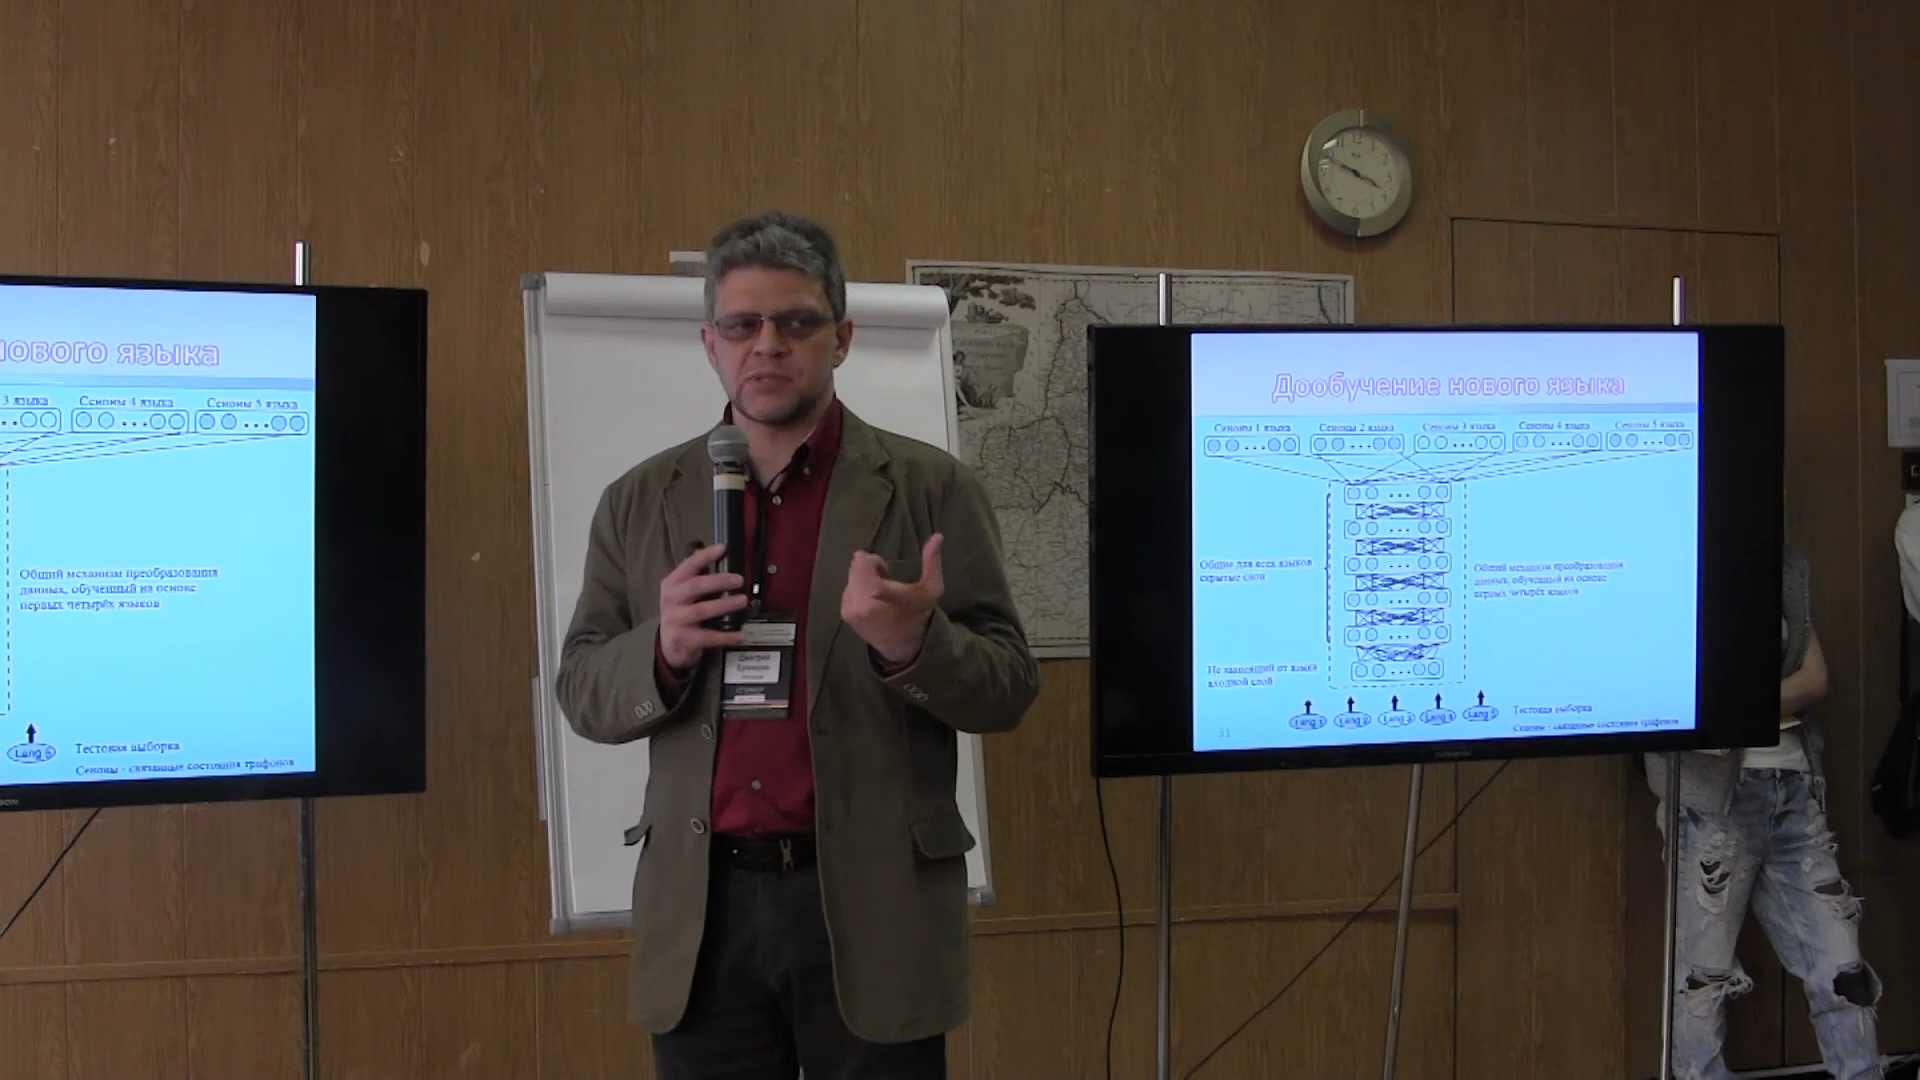 нового языка
3 языка Сеноны 4 языка Сеноны 5 языка
Общий механизм преобразования
данных, обученный на основе
первых четырёх языков
Тестовая выборка
Сеноны - связанные состояния трифонов
Дообучение нового языка
Сеноны 1 языка Сеноны 2 языка Сеноны 3 языка Сеноны 4 языка Сеноны 5 языка
Общие для всех языков
скрытые слои
Общий механизм преобразования
данных, обученный на основе
первых четырёх языков
Не зависящий от языка
входной слой
Lang 1 Lang 2 Lang 3 Lang 4 Lang 5
Тестовая выборка
Сеноны - связанные состояния трифонов
31
Дмитрий